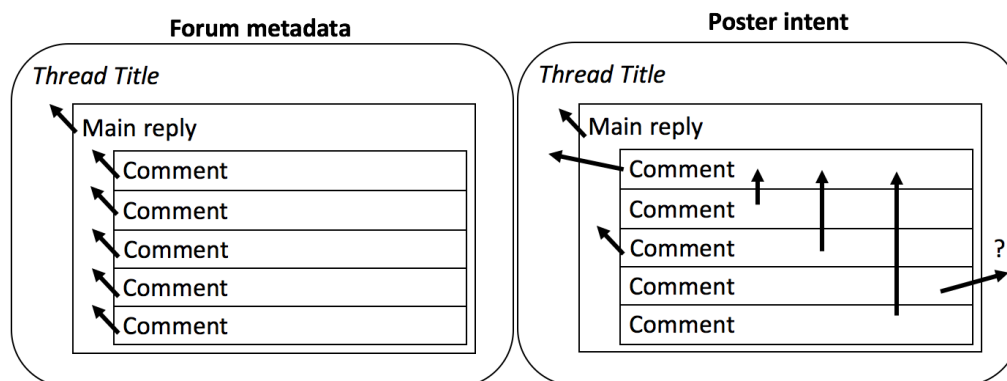 Forum metadata
Thread Title
Main reply
Comment
Comment
Comment
Comment
Comment
Poster intent
Thread Title
Main reply
Comment
Comment
Comment
?
Comment
Comment